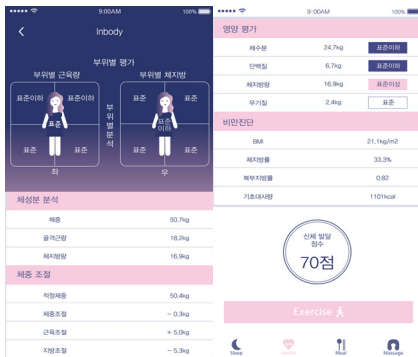 9:00AM
100%
Inbody
부위별 평가
부위별 근육량
부위별 체지방
표준이하
표준이하
표준
표준
표준
부위별분석
표준
표준
표준이하
표준
표준
좌
우
체성분 분석
체중 50,7kg
골격근량 18,2kg
체지방량 16,9kg
체중 조절
적정체중 50,4kg
체중조절 - 0,3kg
근육조절 + 5,0kg
지방조절 - 5,3kg
9:00AM
100%
영양 평가
체수분 24,7kg 표준이하
단백질 6,7kg 표준이하
체지방량 16,9kg 표준이상
무기질 2,4kg 표준
비만진단
BMI 21,1kg/m2
체지방률 33,3%
복부지방률 0,82
기초대사량 1101kcal
신체 발달
점수
70점
Exercise
Sleep
Health
Meal
Massage